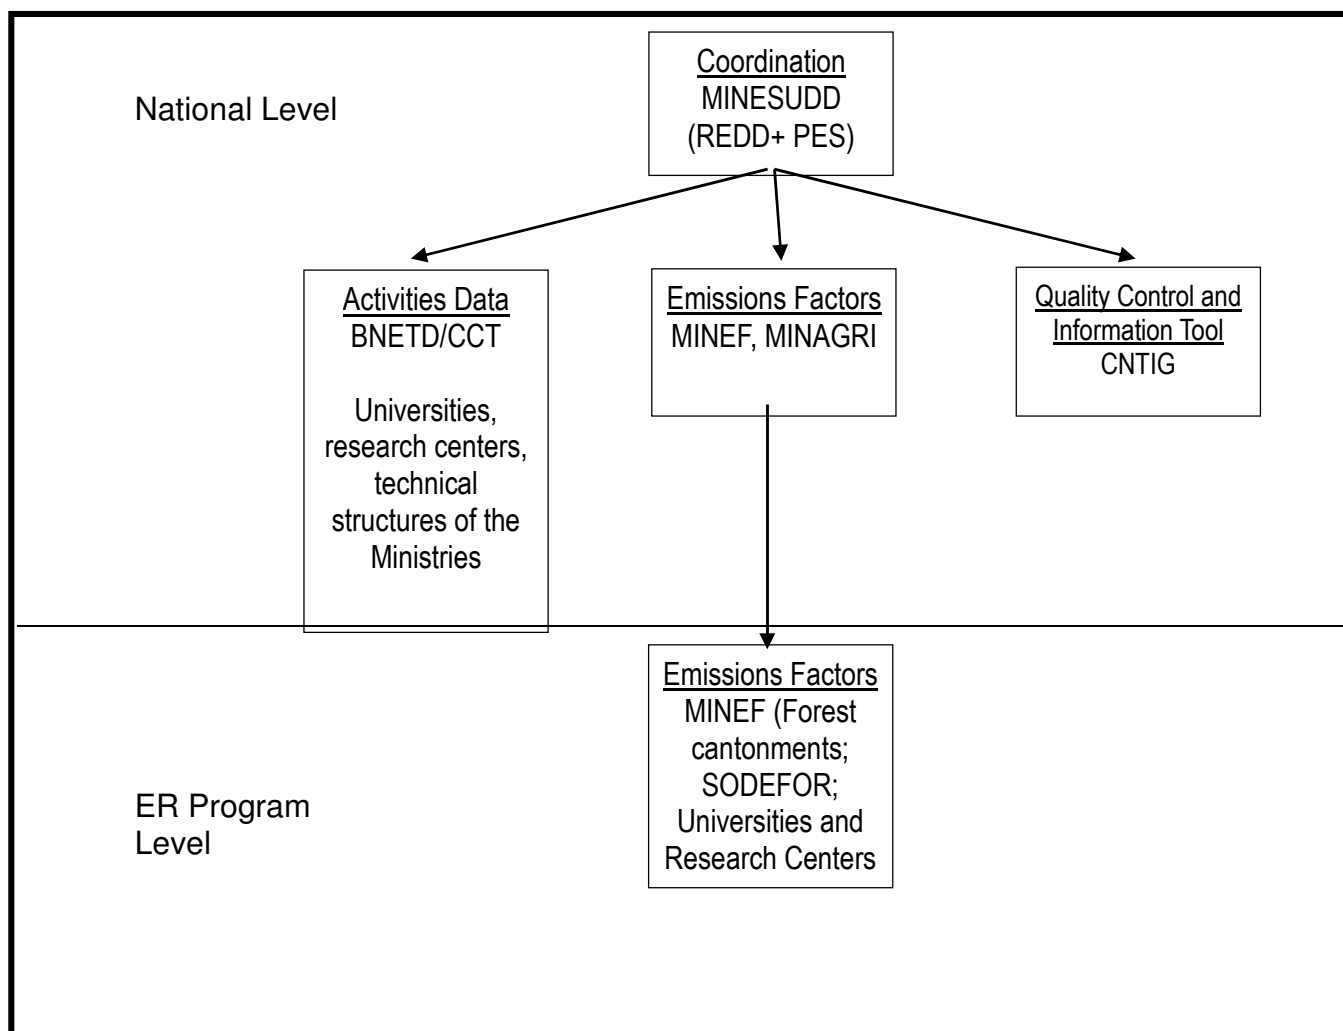 National Level
Coordination
MINESUDD
(REDD+ PES)
Activities Data
BNETD/CCT
Universities,
research centers,
technical
structures of the
Ministries
Emissions Factors
MINEF, MINAGRI
Quality Control and
Information Tool
CNTIG
ER Program
Level
Emissions Factors
MINEF (Forest
cantonments;
SODEFOR;
Universities and
Research Centers